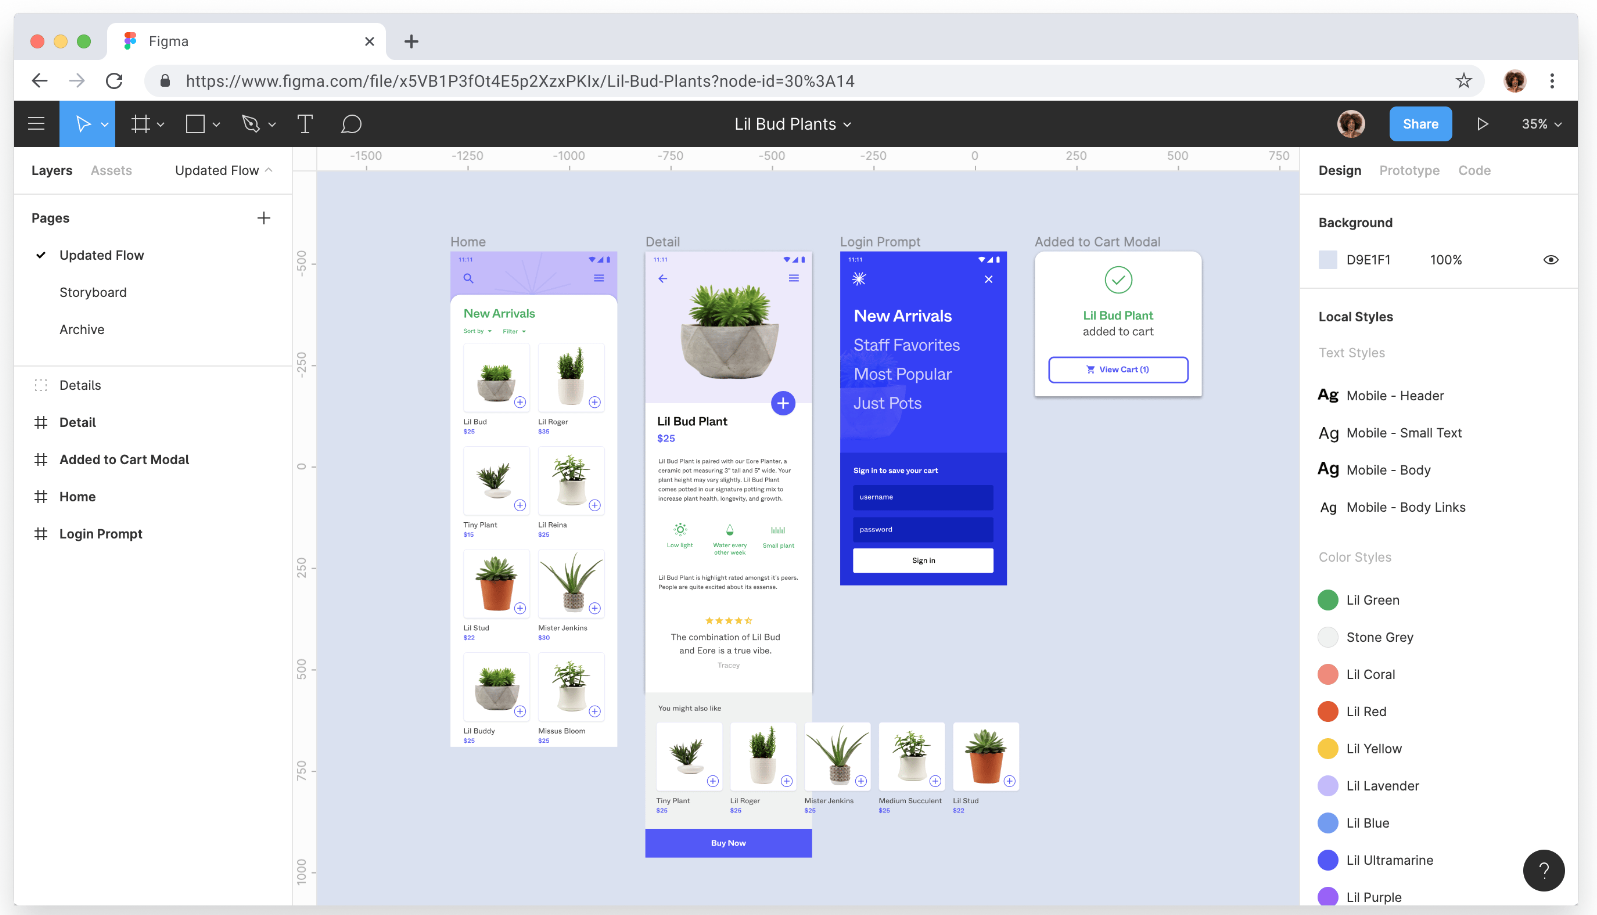 Figma
https://www.figma.com/file/x5VB1P3fOt4E5p2XzxPKIx/Lil-Bud-Plants?node-id=30%3A14
Lil Bud Plants
Share
35%
Layers
Assets
Updated Flow
Pages
Updated Flow
Storyboard
Archive
Details
Detail
Added to Cart Modal
Home
Login Prompt
-1500 -1250 -1000 -750 -500 -250 0 250 500 750
-500
-250
0
250
500
750
1000
Home
11:11
New Arrivals
Sort by Filter
Lil Bud Lil Roger
$25 $35
Tiny Plant Lil Reina
$15 $25
Lil Stud Mister Jenkins
$22 $30
Lil Buddy Missus Bloom
$25 $25
Detail
11:11
Lil Bud Plant
$25
Lil Bud Plant is paired with our Eore Planter, a
ceramic pot measuring 3" tall and 5" wide. Your
plant height may vary slightly. Lil Bud Plant
comes potted in our signature potting mix to
increase plant health, longevity, and growth.
Low light
Water every
other week
Small plant
Lil Bud Plant is highlight rated amongst it's peers.
People are quite excited about its essense.
The combination of Lil Bud
and Eore is a true vibe.
Tracey
You might also like
Tiny Plant Lil Roger Mister Jenkins Medium Succulent Lil Stud
$25 $25 $25 $25 $22
Buy Now
Login Prompt
11:11
New Arrivals
Staff Favorites
Most Popular
Just Pots
Sign in to save your cart
username
password
Sign in
Added to Cart Modal
Lil Bud Plant
added to cart
View Cart (1)
Design
Prototype
Code
Background
D9E1F1 100%
Local Styles
Text Styles
Ag Mobile - Header
Ag Mobile - Small Text
Ag Mobile - Body
Ag Mobile - Body Links
Color Styles
Lil Green
Stone Grey
Lil Coral
Lil Red
Lil Yellow
Lil Lavender
Lil Blue
Lil Ultramarine
Lil Purple
?